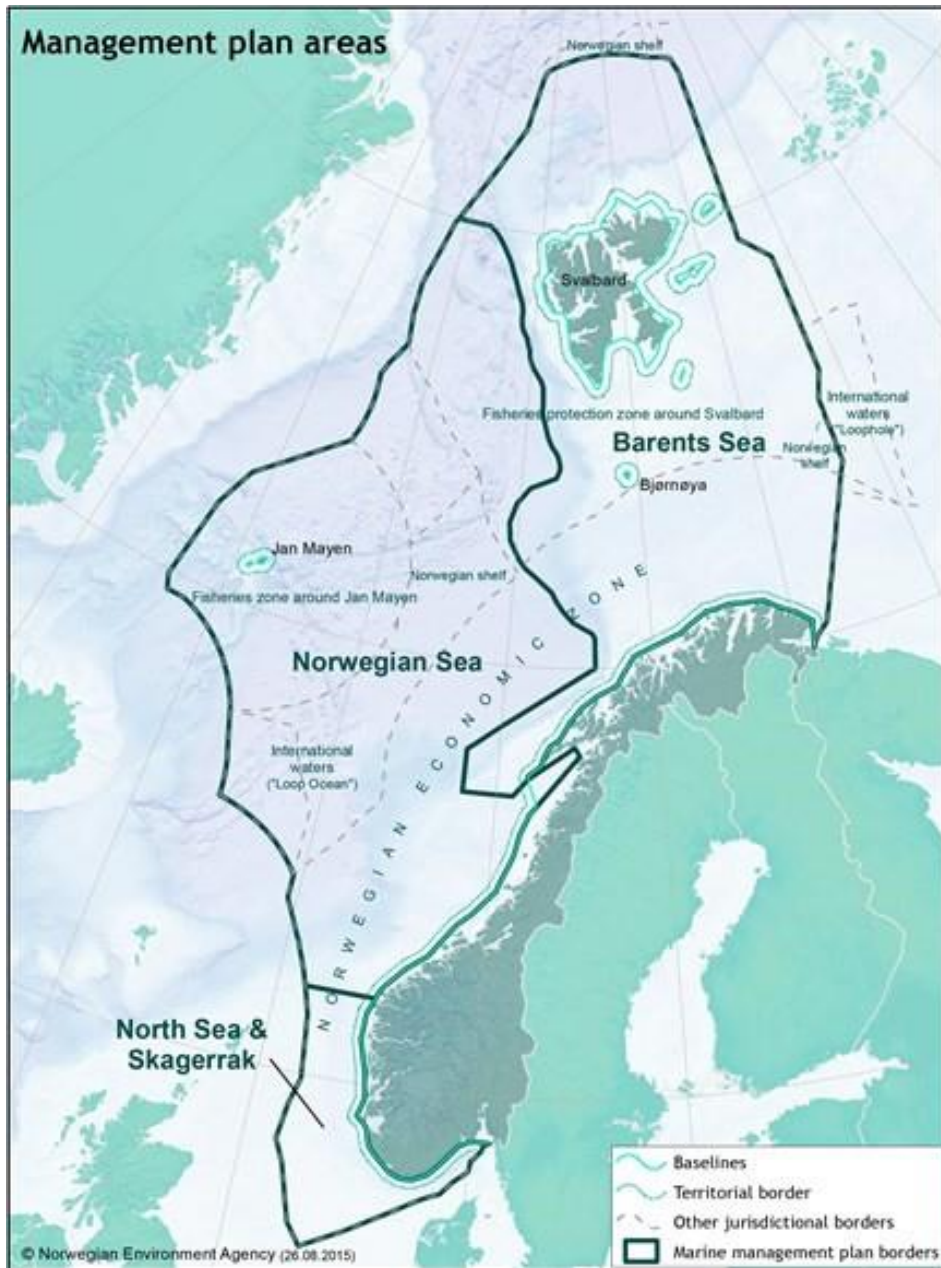 Management plan areas
Norwegian shelf
Svalbard
Fisheries protection zone around Svalbard
International
waters
("Loophole")
Barents Sea
Norwegian
shelf
Bjørnøya
Jan Mayen
Norwegian shelf
Fisheries zone around Jan Mayen
Norwegian Sea
NORWEGIAN ECONOMIC ZONE
International
waters
("Loop Ocean")
North Sea &
Skagerrak
Baselines
Territorial border
Other jurisdictional borders
Marine management plan borders
© Norwegian Environment Agency (26.08.2015)